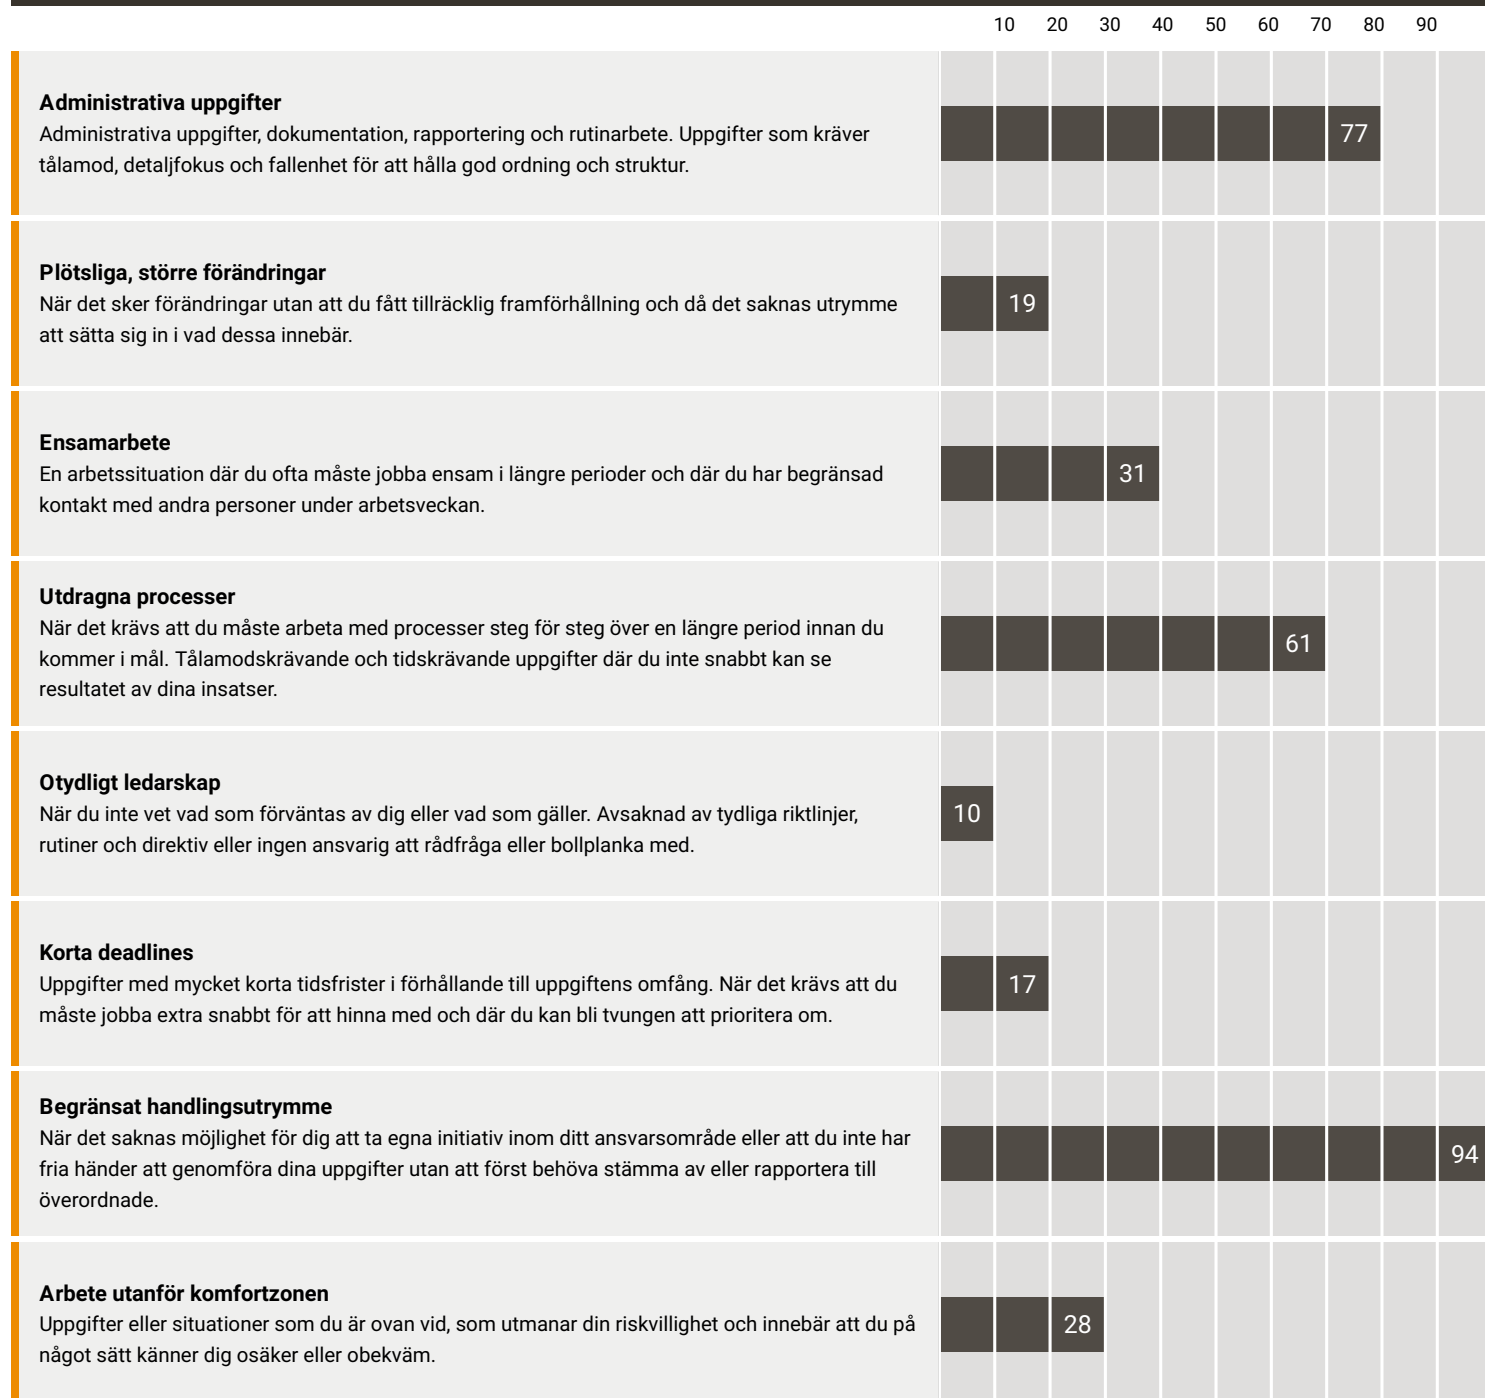 10 20 30 40 50 60 70 80 90
Administrativa uppgifter
Administrativa uppgifter, dokumentation, rapportering och rutinarbete. Uppgifter som kräver
tålamod, detaljfokus och fallenhet för att hålla god ordning och struktur.
77
Plötsliga, större förändringar
När det sker förändringar utan att du fått tillräcklig framförhållning och då det saknas utrymme
att sätta sig in i vad dessa innebär.
19
Ensamarbete
En arbetssituation där du ofta måste jobba ensam i längre perioder och där du har begränsad
kontakt med andra personer under arbetsveckan.
31
Utdragna processer
När det krävs att du måste arbeta med processer steg för steg över en längre period innan du
kommer i mål. Tålamodskrävande och tidskrävande uppgifter där du inte snabbt kan se
resultatet av dina insatser.
61
Otydligt ledarskap
När du inte vet vad som förväntas av dig eller vad som gäller. Avsaknad av tydliga riktlinjer,
rutiner och direktiv eller ingen ansvarig att rådfråga eller bollplanka med.
10
Korta deadlines
Uppgifter med mycket korta tidsfrister i förhållande till uppgiftens omfång. När det krävs att du
måste jobba extra snabbt för att hinna med och där du kan bli tvungen att prioritera om.
17
Begränsat handlingsutrymme
När det saknas möjlighet för dig att ta egna initiativ inom ditt ansvarsområde eller att du inte har
fria händer att genomföra dina uppgifter utan att först behöva stämma av eller rapportera till
överordnade.
94
Arbete utanför komfortzonen
Uppgifter eller situationer som du är ovan vid, som utmanar din riskvillighet och innebär att du på
något sätt känner dig osäker eller obekväm.
28